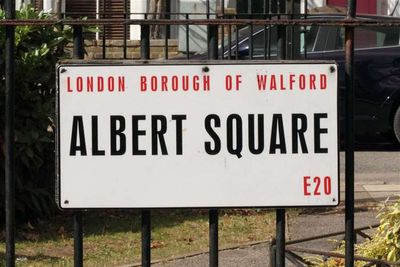 LONDON BOROUGH OF WALFORD
ALBERT SQUARE
E20